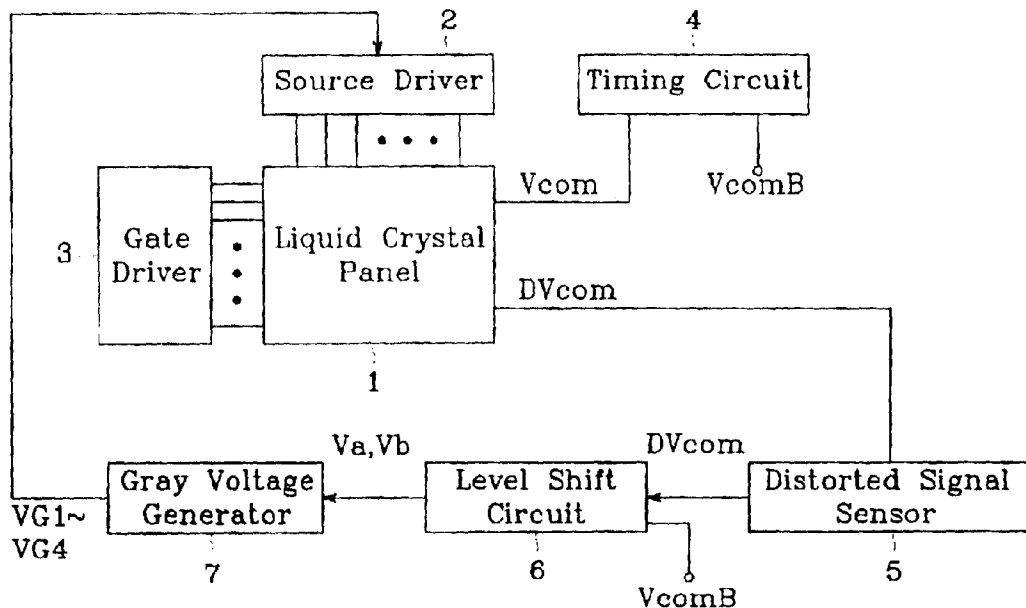 2
4
Source Driver
Timing Circuit
Vcom
VcomB
3
Gate
Driver
Liquid Crystal
Panel
DVcom
1
Va,Vb
DVcom
Gray Voltage
Generator
Level Shift
Circuit
Distorted Signal
Sensor
VG1~
VG4
7
6
5
VcomB